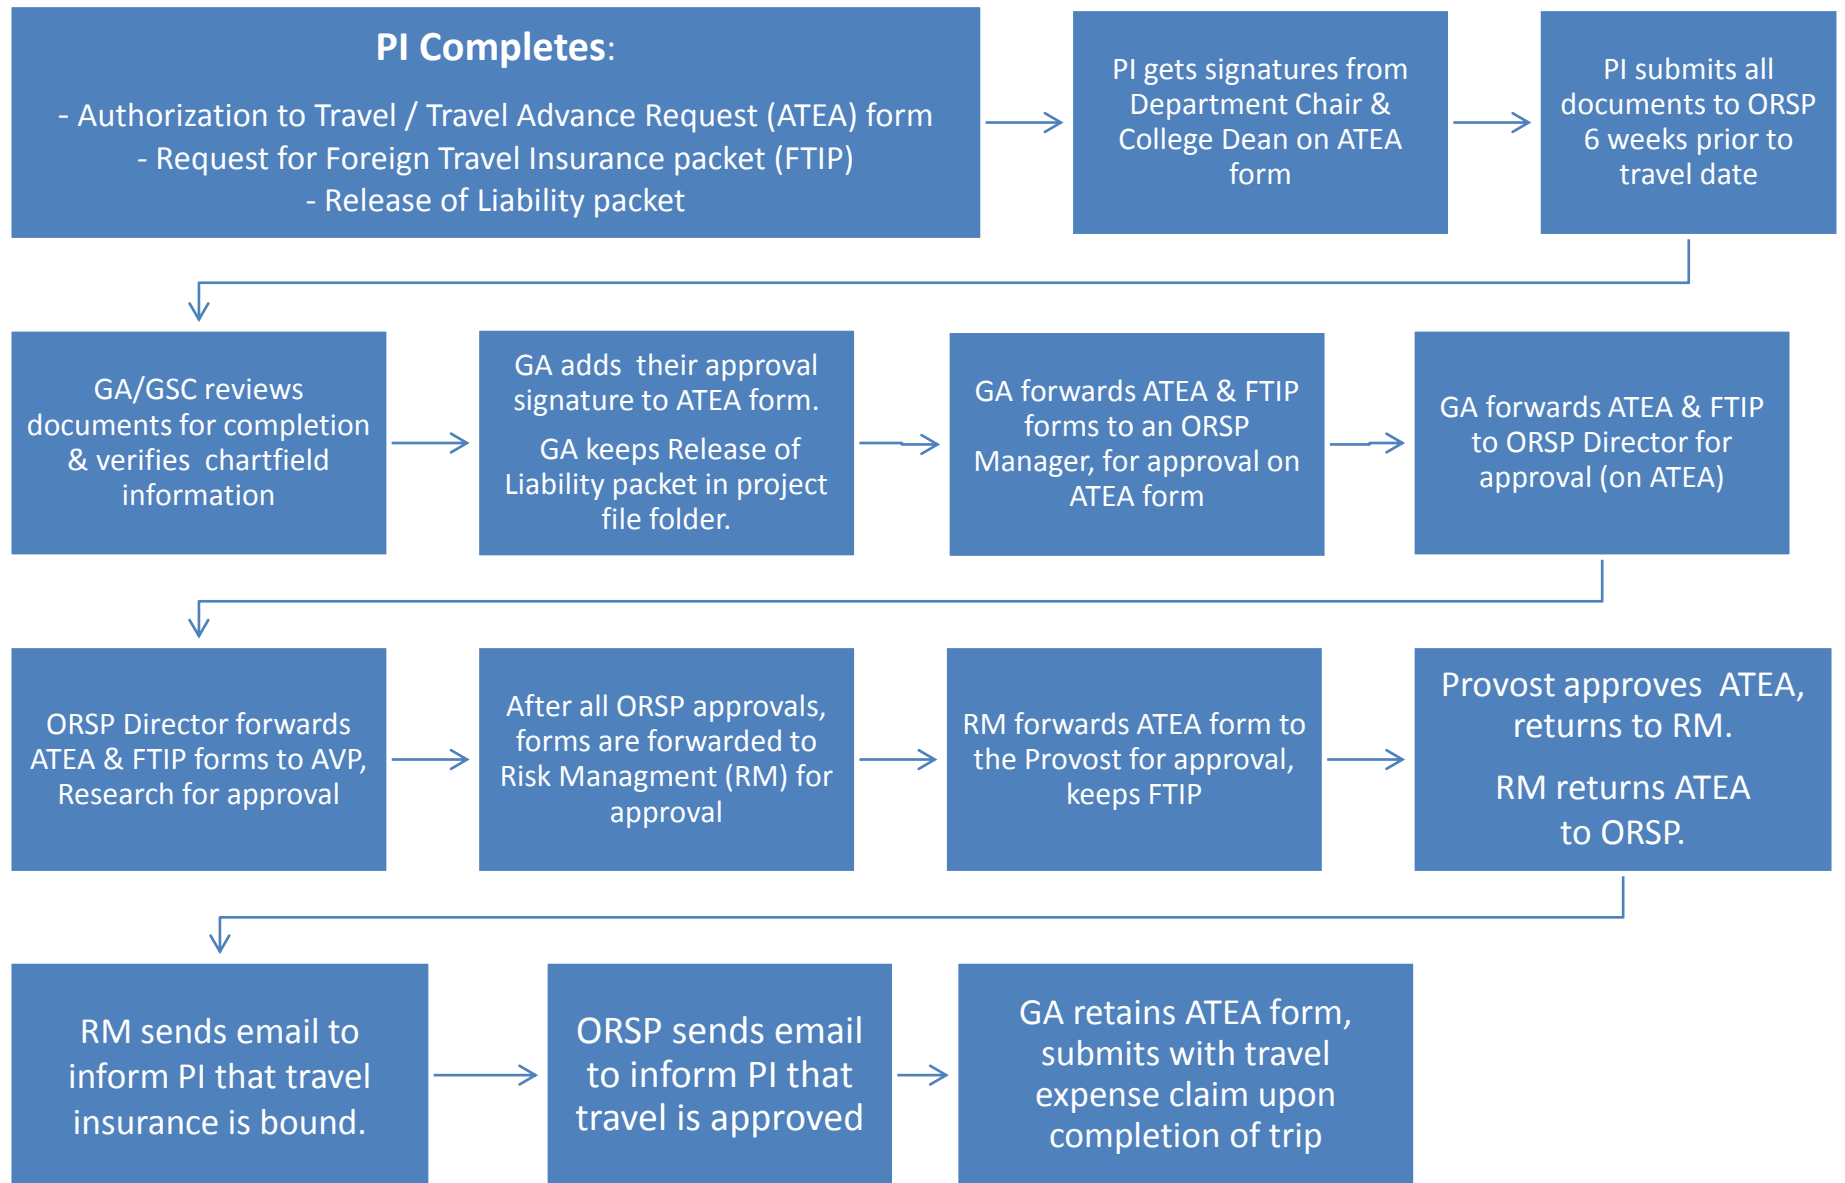 PI Completes:
- Authorization to Travel / Travel Advance Request (ATEA) form
- Request for Foreign Travel Insurance packet (FTIP)
- Release of Liability packet
PI gets signatures from
Department Chair &
College Dean on ATEA
form
PI submits all
documents to ORSP
6 weeks prior to
travel date
GA/GSC reviews
documents for completion
& verifies chartfield
information
GA adds their approval
signature to ATEA form.
GA keeps Release of
Liability packet in project
file folder.
GA forwards ATEA & FTIP
forms to an ORSP
Manager, for approval on
ATEA form
GA forwards ATEA & FTIP
to ORSP Director for
approval (on ATEA)
ORSP Director forwards
ATEA & FTIP forms to AVP,
Research for approval
After all ORSP approvals,
forms are forwarded to
Risk Managment (RM) for
approval
RM forwards ATEA form to
the Provost for approval,
keeps FTIP
Provost approves ATEA,
returns to RM.
RM returns ATEA
to ORSP.
RM sends email to
inform PI that travel
insurance is bound.
ORSP sends email
to inform PI that
travel is approved
GA retains ATEA form,
submits with travel
expense claim upon
completion of trip